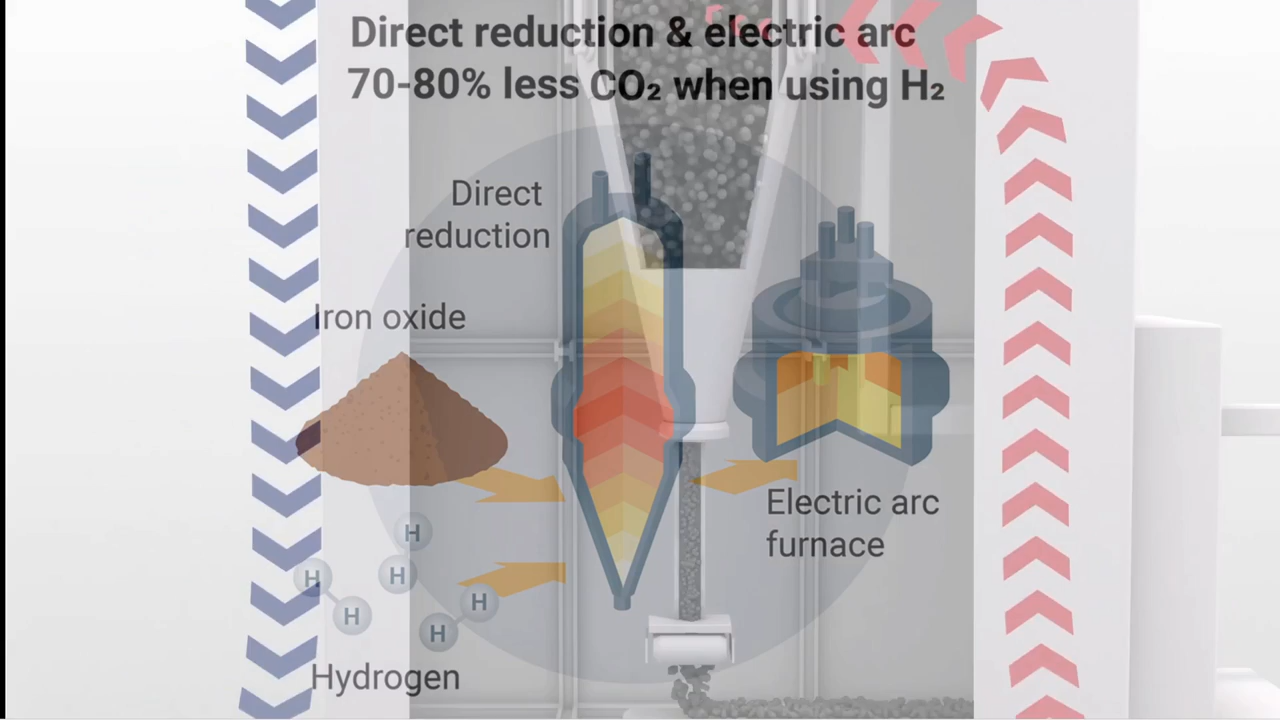 Direct reduction & electric arc
70-80% less CO₂ when using H₂
Direct
reduction
Iron oxide
Electric arc
furnace
H
H
H
H
H
H
Hydrogen